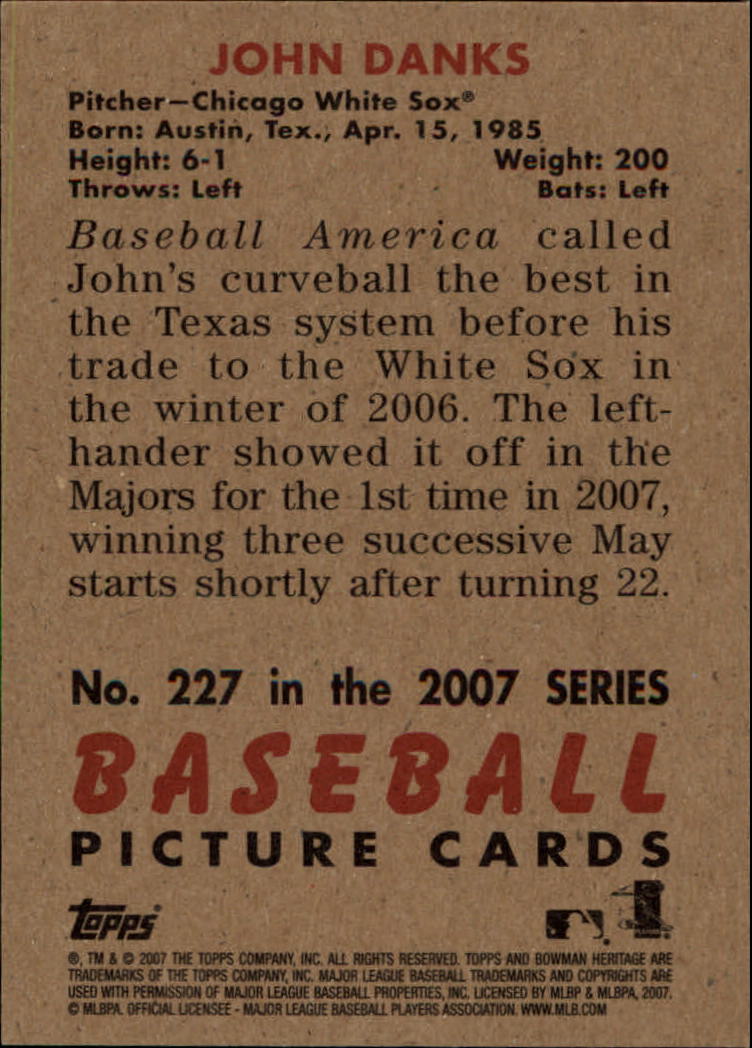 JOHN DANKS
Pitcher—Chicago White Sox®
Born: Austin, Tex., Apr. 15, 1985
Height: 6-1 Weight: 200
Throws: Left Bats: Left
Baseball America called
John's curveball the best in
the Texas system before his
trade to the White Sox in
the winter of 2006. The left-
hander showed it off in the
Majors for the 1st time in 2007,
winning three successive May
starts shortly after turning 22.
No. 227 in the 2007 SERIES
BASEBALL
PICTURE CARDS
Topps
®, TM & © 2007 THE TOPPS COMPANY, INC. ALL RIGHTS RESERVED. TOPPS AND BOWMAN HERITAGE ARE
TRADEMARKS OF THE TOPPS COMPANY, INC. MAJOR LEAGUE BASEBALL TRADEMARKS AND COPYRIGHTS ARE
USED WITH PERMISSION OF MAJOR LEAGUE BASEBALL PROPERTIES, INC. LICENSED BY MLBP & MLBPA, 2007.
© MLBPA. OFFICIAL LICENSEE - MAJOR LEAGUE BASEBALL PLAYERS ASSOCIATION. WWW.MLB.COM